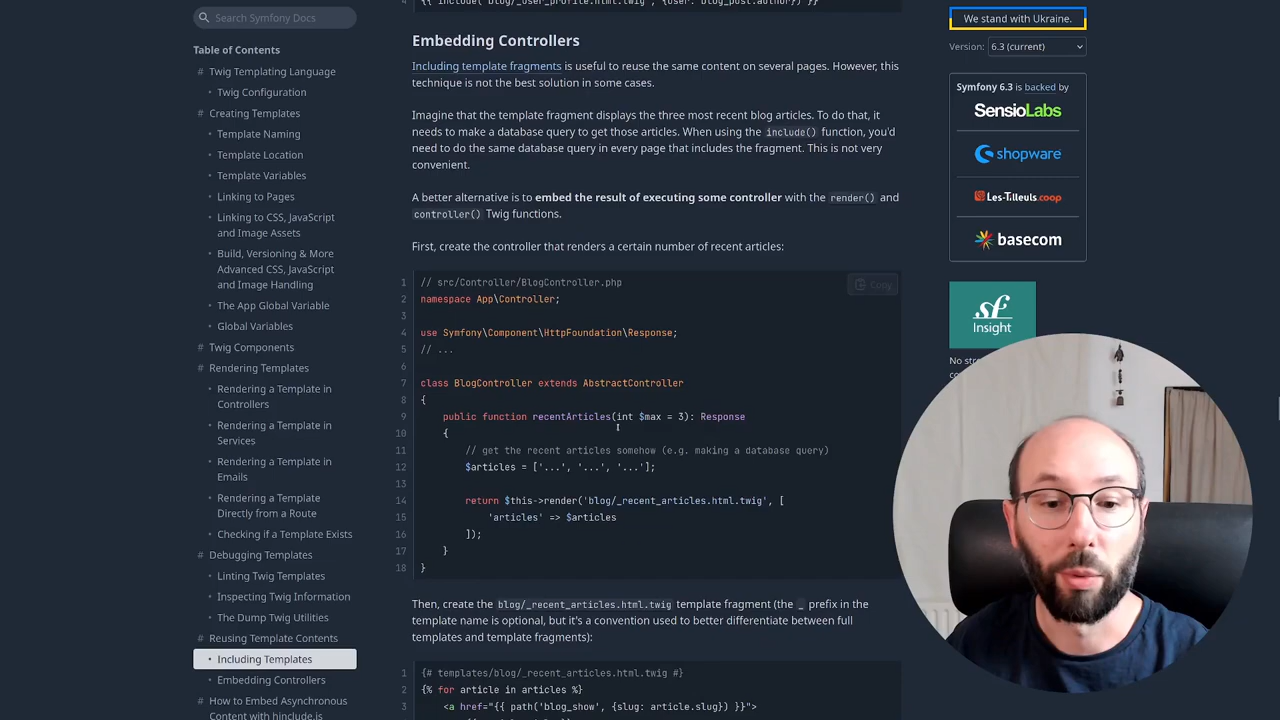 Search Symfony Docs
Table of Contents
# Twig Templating Language
• Twig Configuration
# Creating Templates
• Template Naming
• Template Location
• Template Variables
• Linking to Pages
• Linking to CSS, JavaScript
and Image Assets
• Build, Versioning & More
Advanced CSS, JavaScript
and Image Handling
• The App Global Variable
• Global Variables
# Twig Components
# Rendering Templates
• Rendering a Template in
Controllers
• Rendering a Template in
Services
• Rendering a Template in
Emails
• Rendering a Template
Directly from a Route
• Checking if a Template Exists
# Debugging Templates
• Linting Twig Templates
• Inspecting Twig Information
• The Dump Twig Utilities
# Reusing Template Contents
• Including Templates
• Embedding Controllers
# How to Embed Asynchronous
Content with hinclude.js
4 {{ include('blog/_user_profile.html.twig', {user: blog_post.author}) }}
Embedding Controllers
Including template fragments is useful to reuse the same content on several pages. However, this
technique is not the best solution in some cases.
Imagine that the template fragment displays the three most recent blog articles. To do that, it
needs to make a database query to get those articles. When using the include() function, you'd
need to do the same database query in every page that includes the fragment. This is not very
convenient.
A better alternative is to embed the result of executing some controller with the render() and
controller() Twig functions.
First, create the controller that renders a certain number of recent articles:
Copy
1 // src/Controller/BlogController.php
2 namespace App\Controller;
3
4 use Symfony\Component\HttpFoundation\Response;
5 // ...
6
7 class BlogController extends AbstractController
8 {
9 public function recentArticles(int $max = 3): Response
10 {
11 // get the recent articles somehow (e.g. making a database query)
12 $articles = ['...', '...', '...'];
13
14 return $this->render('blog/_recent_articles.html.twig', [
15 'articles' => $articles
16 ]);
17 }
18 }
Then, create the blog/_recent_articles.html.twig template fragment (the _ prefix in the
template name is optional, but it's a convention used to better differentiate between full
templates and template fragments):
1 {# templates/blog/_recent_articles.html.twig #}
2 {% for article in articles %}
3 <a href="{{ path('blog_show', {slug: article.slug}) }}">
We stand with Ukraine.
Version: 6.3 (current)
Symfony 6.3 is backed by
SensioLabs
shopware
Les-Tilleuls.coop
basecom
sf
Insight